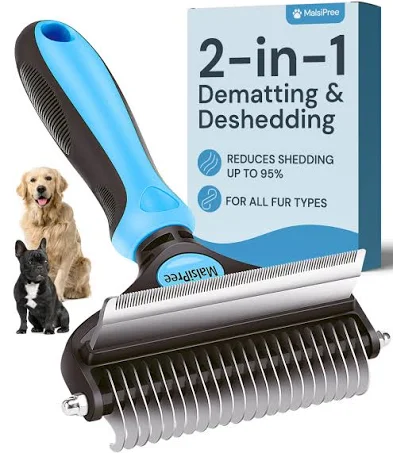 MalsiPree
2-in-1
Dematting &
Deshedding
REDUCES SHEDDING
UP TO 95%
FOR ALL FUR TYPES
MalsiPree